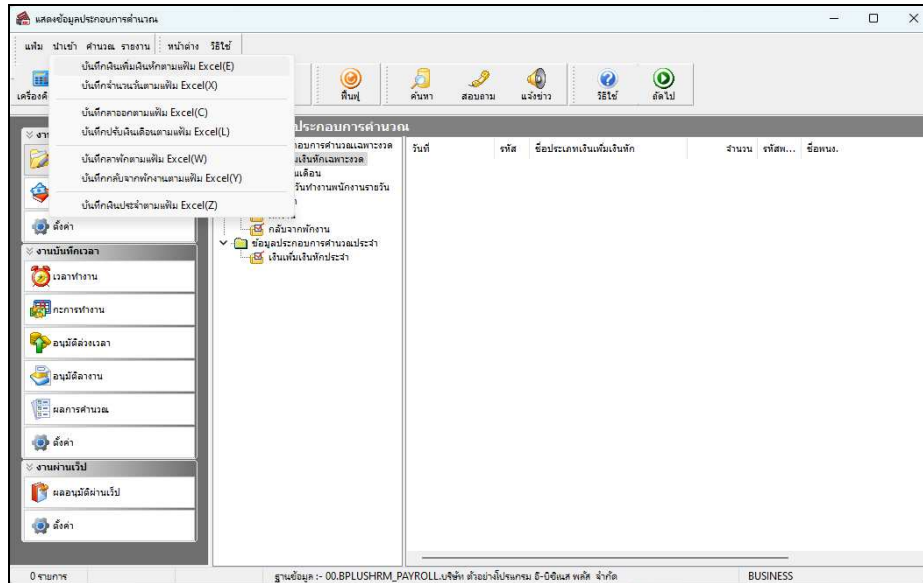 แสดงข้อมูลประกอบการคำนวณ
แฟ้ม นำเข้า คำนวณ รายงาน หน้าต่าง วิธีใช้
บันทึกเงินเพิ่มเงินหักตามแฟ้ม Excel(E)
บันทึกจำนวนวันตามแฟ้ม Excel(X)
บันทึกลาออกตามแฟ้ม Excel(C)
บันทึกปรับเงินเดือนตามแฟ้ม Excel(L)
บันทึกลาพักตามแฟ้ม Excel(W)
บันทึกกลับจากพักงานตามแฟ้ม Excel(Y)
บันทึกเงินประจำตามแฟ้ม Excel(Z)
ฟื้นฟู ค้นหา สอบถาม แจ้งข่าว วิธีใช้ ถัดไป
ประกอบการคำนวณ
วันที่ รหัส ชื่อประเภทเงินเพิ่มเงินหัก จำนวน รหัสพ... ชื่อพนง.
กลับจากพักงาน
ข้อมูลประกอบการคำนวณประจำ
เงินเพิ่มเงินหักประจำ
ตั้งค่า
งานบันทึกเวลา
เวลาทำงาน
กะการทำงาน
อนุมัติล่วงเวลา
อนุมัติลางาน
ผลการคำนวณ
ตั้งค่า
งานผ่านเว็ป
ผลอนุมัติผ่านเว็ป
ตั้งค่า
0 รายการ ฐานข้อมูล :- 00.BPLUSHRM_PAYROLL.บริษัท ตัวอย่างโปรแกรม อี-บิซิเนส พลัส จำกัด BUSINESS